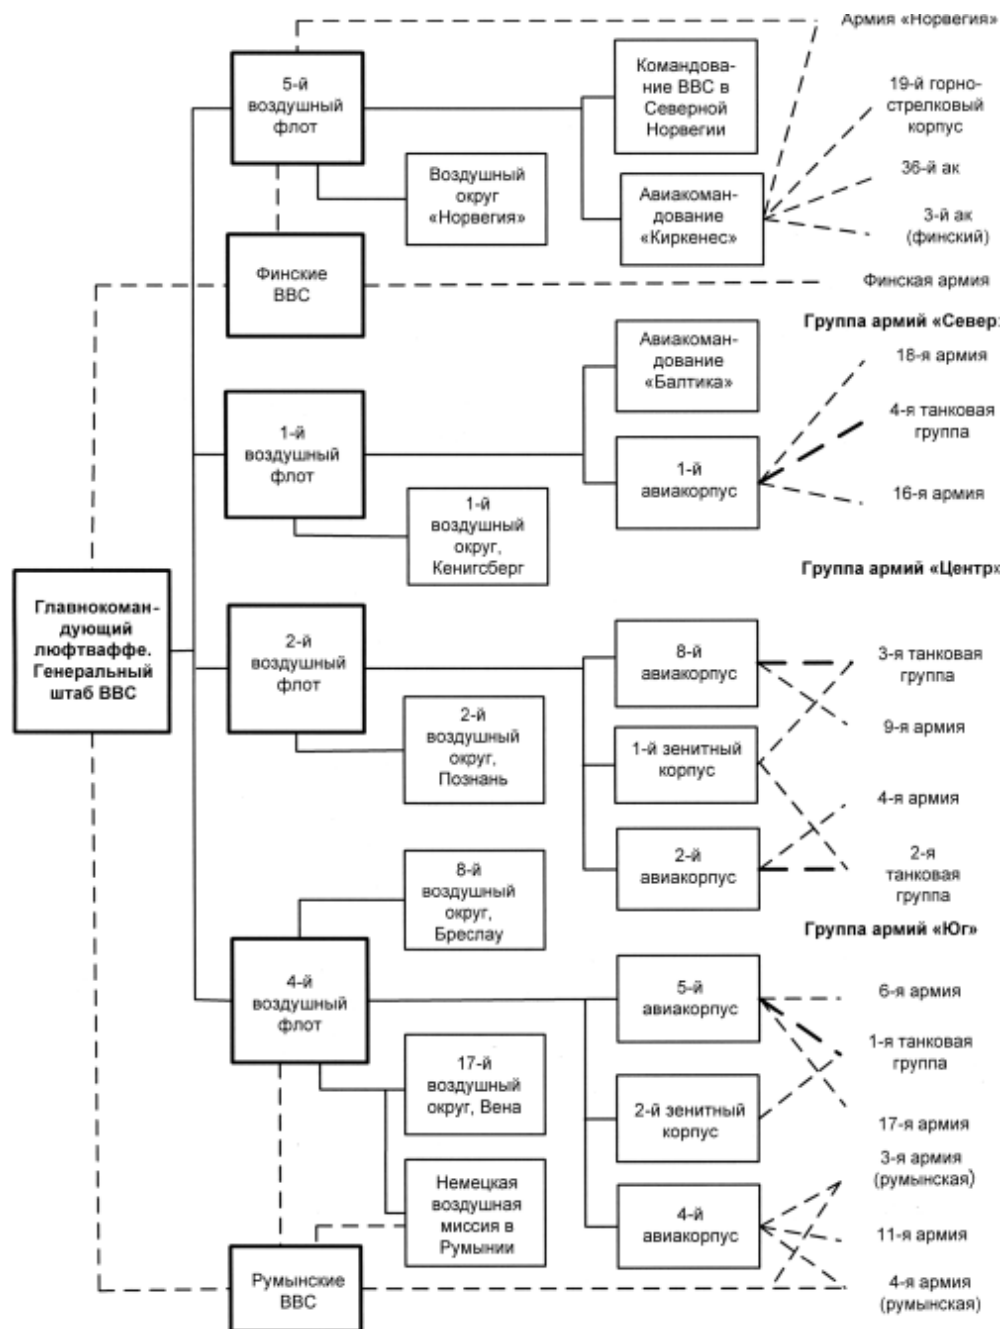 Армия «Норвегия»
5-й
воздушный
флот
Командова-
ние ВВС в
Северной
Норвегии
19-й горно-
стрелковый
корпус
Воздушный
округ
«Норвегия»
Авиакоман-
дование
«Киркенес»
36-й ак
3-й ак
(финский)
Финские
ВВС
Финская армия
Группа армий «Север»
Авиакоман-
дование
«Балтика»
18-я армия
1-й
воздушный
флот
4-я танковая
группа
1-й
авиакорпус
16-я армия
1-й
воздушный
округ,
Кенигсберг
Группа армий «Центр»
Главнокоман-
дующий
люфтваффе.
Генеральный
штаб ВВС
2-й
воздушный
флот
8-й
авиакорпус
3-я танковая
группа
2-й
воздушный
округ,
Познань
1-й зенитный
корпус
9-я армия
4-я армия
2-й
авиакорпус
2-я
танковая
группа
8-й
воздушный
округ,
Бреслау
Группа армий «Юг»
4-й
воздушный
флот
5-й
авиакорпус
6-я армия
1-я танковая
группа
17-й
воздушный
округ, Вена
2-й зенитный
корпус
17-я армия
3-я армия
(румынская)
Немецкая
воздушная
миссия в
Румынии
4-й
авиакорпус
11-я армия
Румынские
ВВС
4-я армия
(румынская)